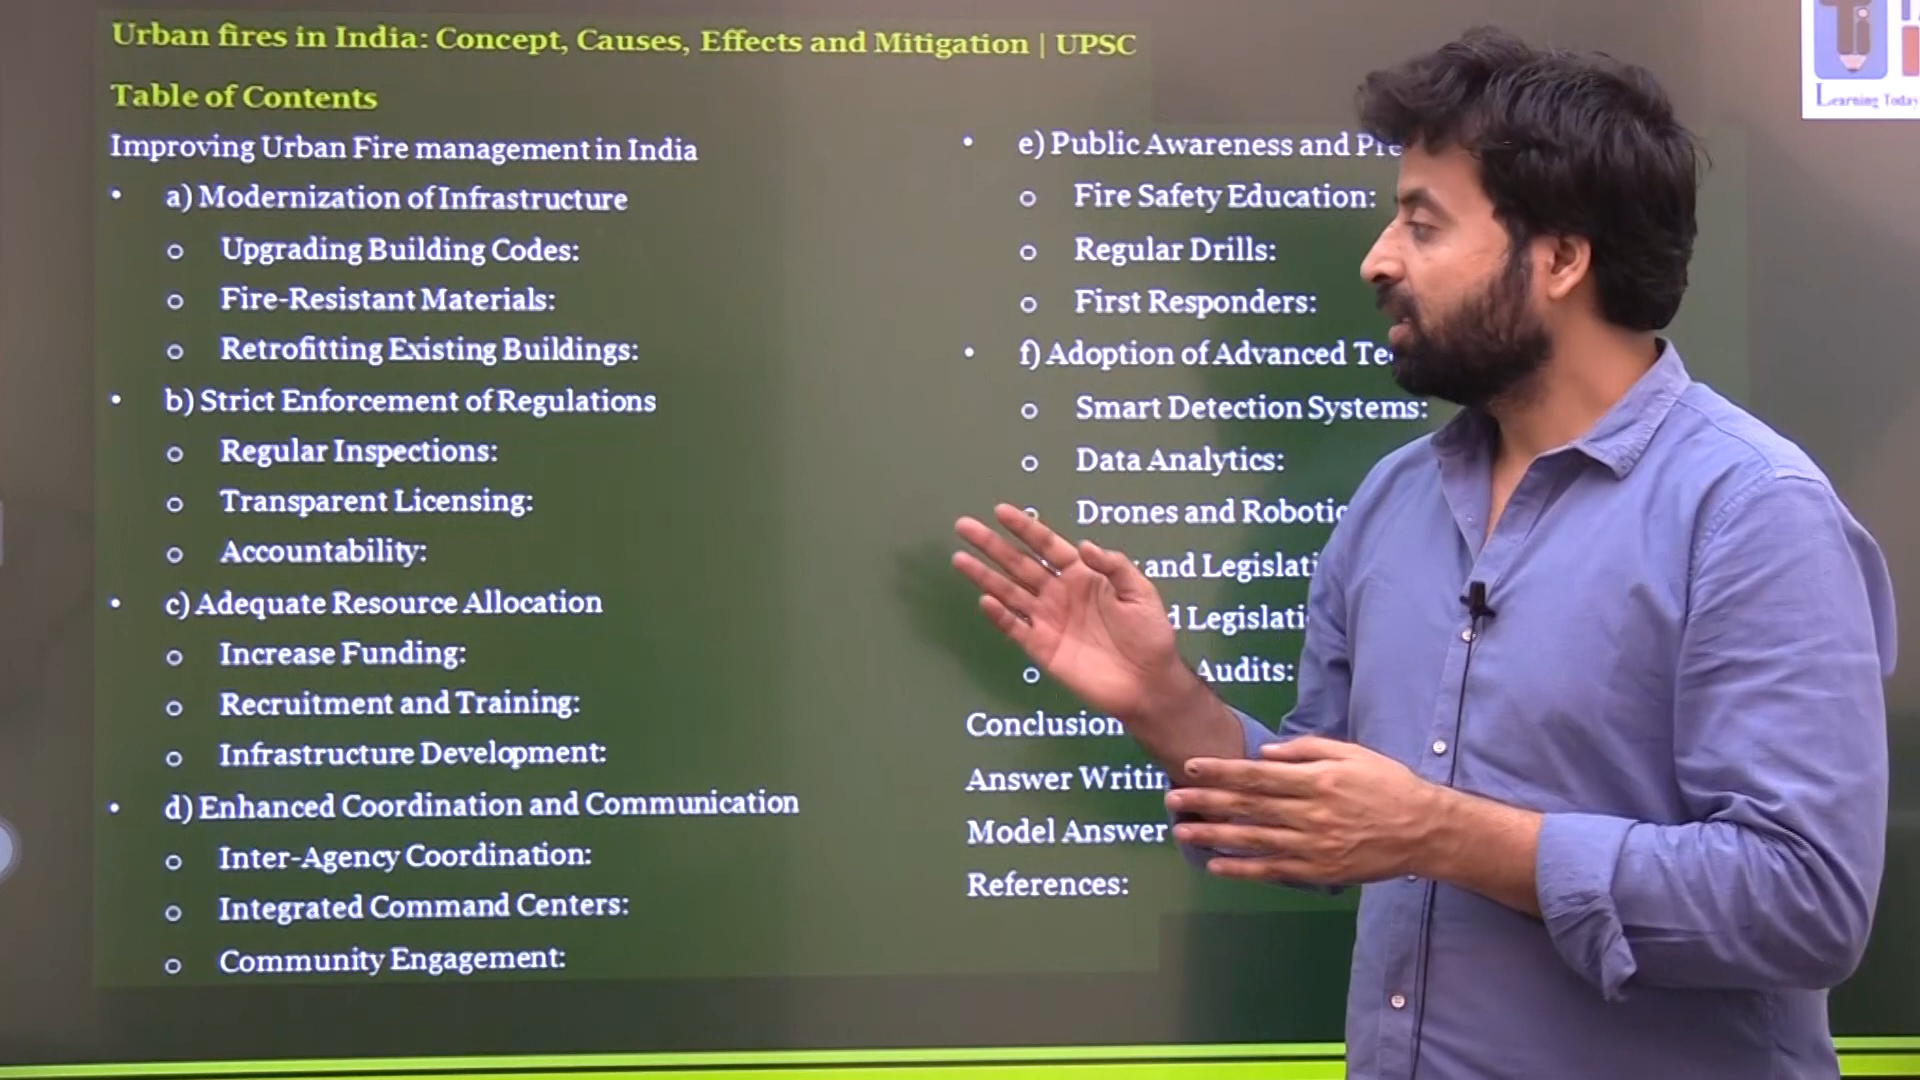 Urban fires in India: Concept, Causes, Effects and Mitigation | UPSC
Table of Contents
Improving Urban Fire management in India
• a) Modernization of Infrastructure
o Upgrading Building Codes:
o Fire-Resistant Materials:
o Retrofitting Existing Buildings:
• b) Strict Enforcement of Regulations
o Regular Inspections:
o Transparent Licensing:
o Accountability:
• c) Adequate Resource Allocation
o Increase Funding:
o Recruitment and Training:
o Infrastructure Development:
• d) Enhanced Coordination and Communication
o Inter-Agency Coordination:
o Integrated Command Centers:
o Community Engagement:
• e) Public Awareness and
o Fire Safety Education:
o Regular Drills:
o First Responders:
• f) Adoption of Advanced
o Smart Detection Systems:
o Data Analytics:
o Drones and
and
o Audits:
Conclusion
Answer
Model Answer
References:
Learning Today